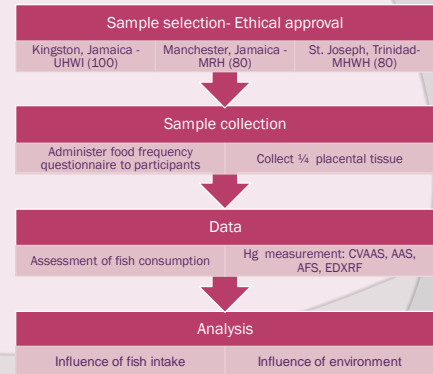 Sample selection- Ethical approval
Kingston, Jamaica -
UHWI (100)
Manchester, Jamaica -
MRH (80)
St. Joseph, Trinidad-
MHWH (80)
Sample collection
Administer food frequency
questionnaire to participants
Collect ¼ placental tissue
Data
Assessment of fish consumption
Hg measurement: CVAAS, AAS,
AFS, EDXRF
Analysis
Influence of fish intake
Influence of environment